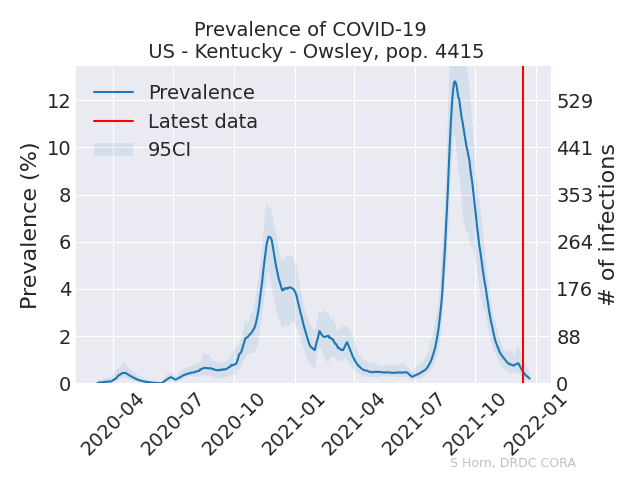 Prevalence of COVID-19
US - Kentucky - Owsley, pop. 4415
Prevalence
Latest data
95CI
Prevalence (%)
12
10
8
6
4
2
0
529
441
353
264
176
88
0
# of infections
2020-04
2020-07
2020-10
2021-01
2021-04
2021-07
2021-10
2022-01
S Horn, DRDC CORA